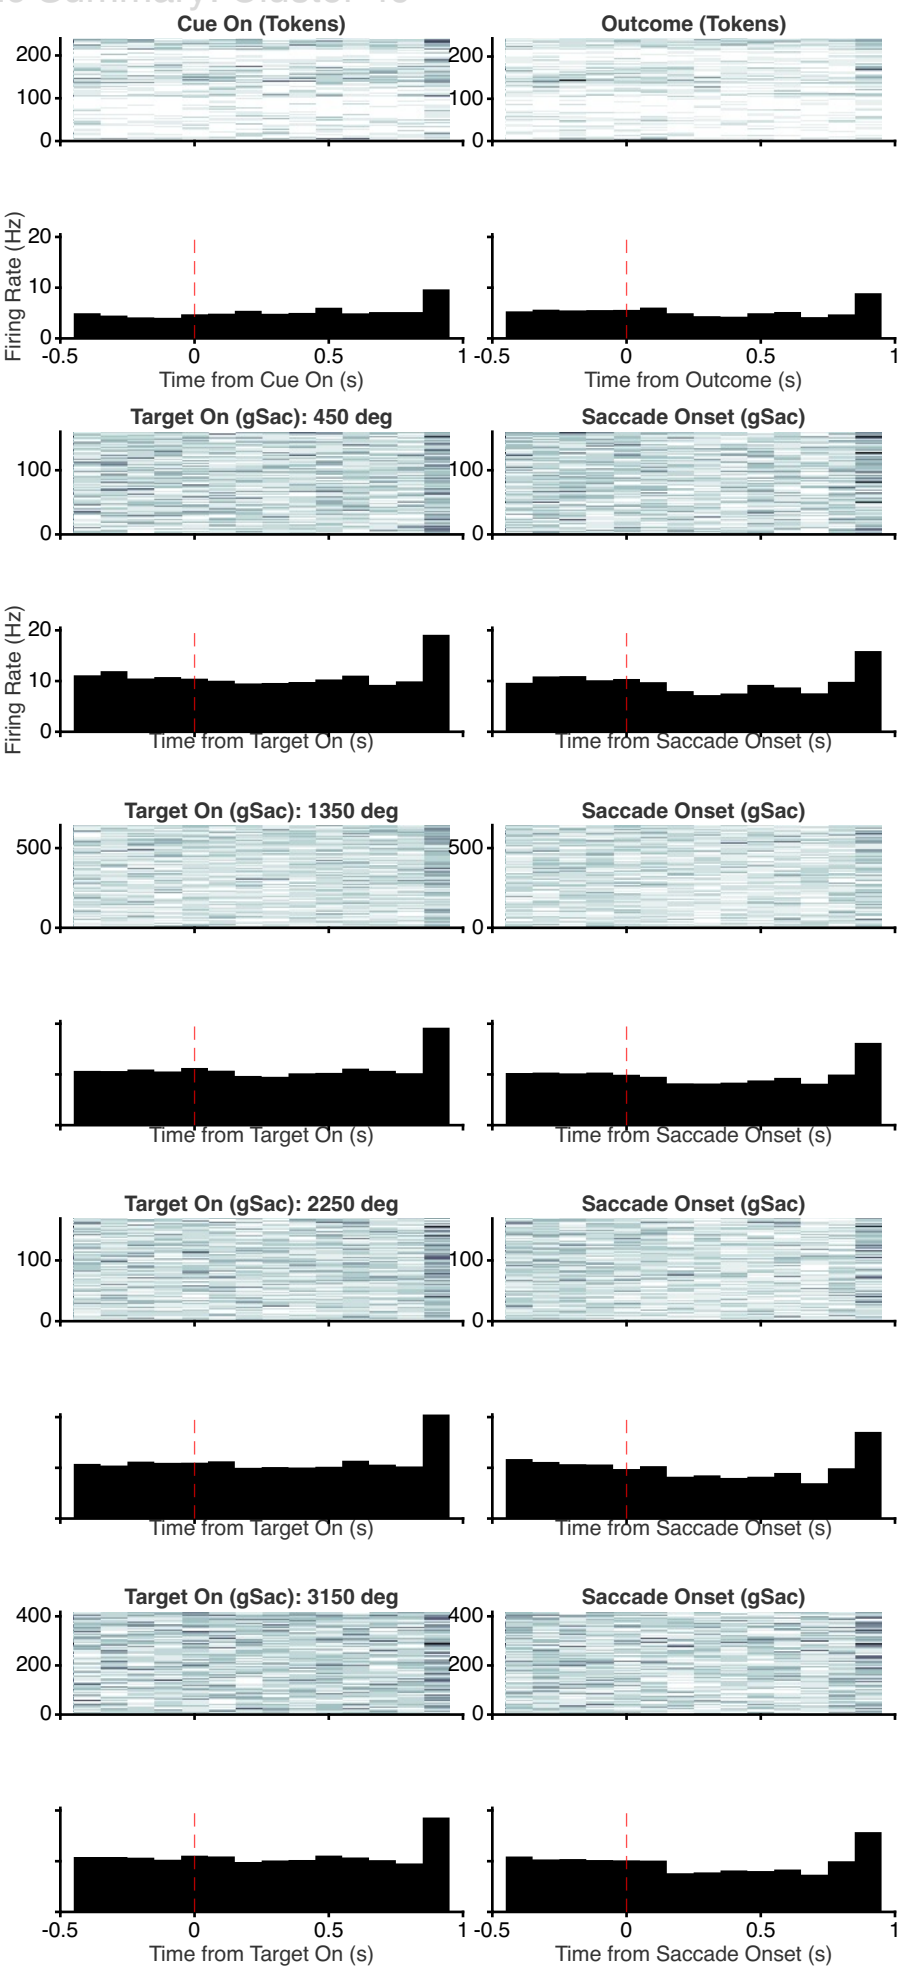 Summary: Cluster
Cue On (Tokens) Outcome (Tokens)
200 200
100 100
0 0
Firing Rate (Hz)
20
10
0
-0.5 0 0.5 1 -0.5 0 0.5 1
Time from Cue On (s) Time from Outcome (s)
Target On (gSac): 450 deg Saccade Onset (gSac)
100 100
0 0
Firing Rate (Hz)
20
10
0
Time from Target On (s) Time from Saccade Onset (s)
Target On (gSac): 1350 deg Saccade Onset (gSac)
500 500
0 0
Time from Target On (s) Time from Saccade Onset (s)
Target On (gSac): 2250 deg Saccade Onset (gSac)
100 100
0 0
Time from Target On (s) Time from Saccade Onset (s)
Target On (gSac): 3150 deg Saccade Onset (gSac)
400 400
200 200
0 0
-0.5 0 0.5 1 -0.5 0 0.5 1
Time from Target On (s) Time from Saccade Onset (s)